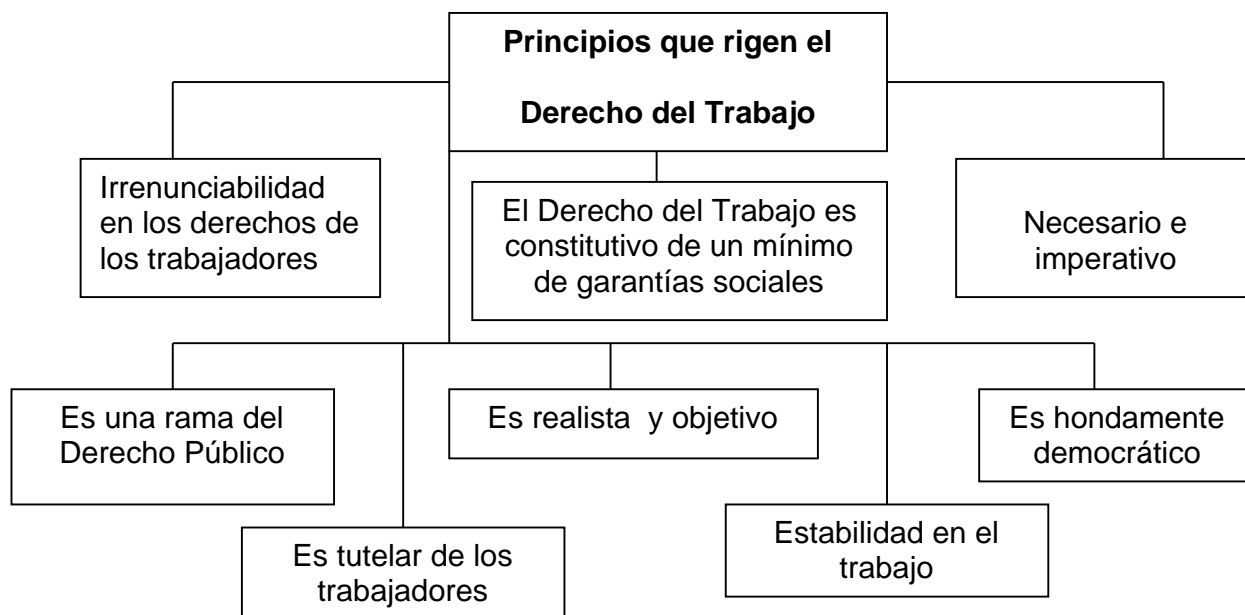 Principios que rigen el
Derecho del Trabajo
Irrenunciabilidad
en los derechos de
los trabajadores
El Derecho del Trabajo es
constitutivo de un mínimo
de garantías sociales
Necesario e
imperativo
Es una rama del
Derecho Público
Es realista y objetivo
Es hondamente
democrático
Es tutelar de los
trabajadores
Estabilidad en el
trabajo